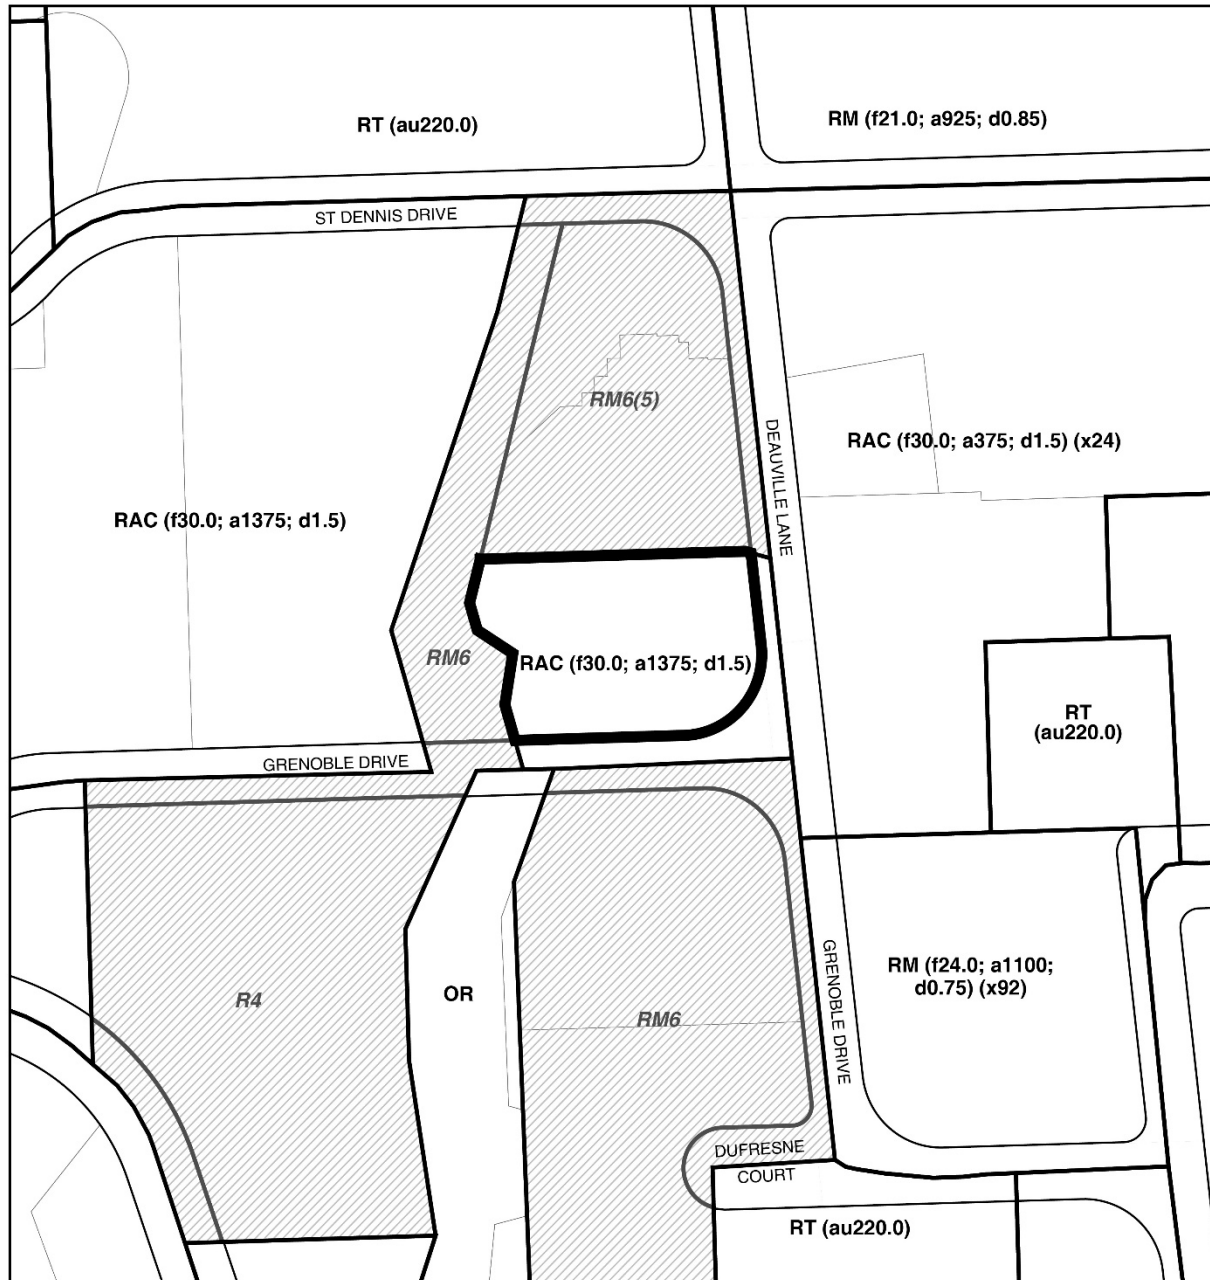 RT (au220.0)
RM (f21.0; a925; d0.85)
ST DENNIS DRIVE
RM6(5)
DEAUVILLE LANE
RAC (f30.0; a375; d1.5) (x24)
RAC (f30.0; a1375; d1.5)
RM6
RAC (f30.0; a1375; d1.5)
RT
(au220.0)
GRENOBLE DRIVE
R4
OR
RM6
GRENOBLE DRIVE
RM (f24.0; a1100;
d0.75) (x92)
DUFRESNE
COURT
RT (au220.0)